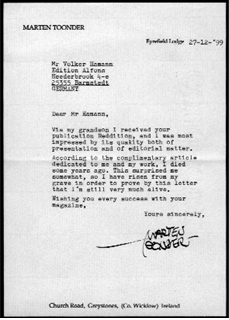 MARTEN TOONDER
Eyrefield Lodge 27-12-'99
Mr Volker Hamann
Edition Alfons
Heederbrook 4-e
25355 Barmstedt
GERMANY
Dear Mr Hamann,
Via my grandson I received your
publication Reddition, and I was most
impressed by its quality both of
presentation and of editorial matter.
According to the complimentary article
dedicated to me and my work, I died
some years ago. This surprised me
somewhat, so I have risen from my
grave in order to prove by this letter
that I'm still very much alive.
Wishing you every success with your
magazine,
Yours sincerely,
MARTEN
TOONDER
Church Road, Greystones, (Co. Wicklow) Ireland